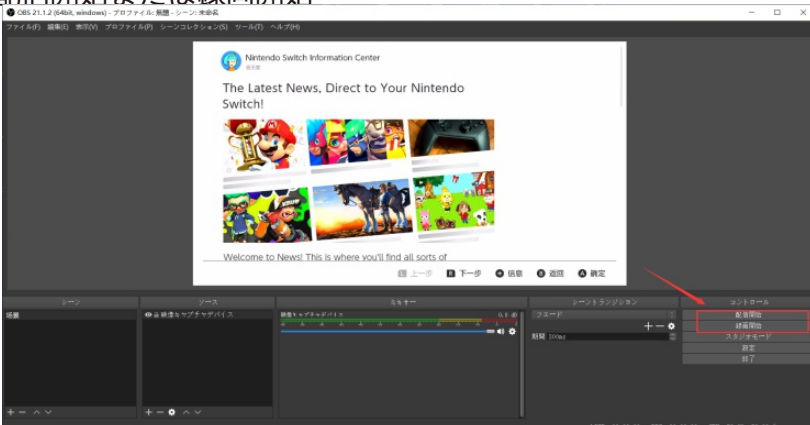 OBS 21.1.2 (64bit, windows) - プロファイル: 無題 - シーン: 未命名
ファイル(F) 編集(E) 表示(V) プロファイル(P) シーンコレクション(S) ツール(T) ヘルプ(H)
Nintendo Switch Information Center
The Latest News, Direct to Your Nintendo
Switch!
Welcome to News! This is where you'll find all sorts of
L 上一步 R 下一步 信息 B 返回 A 确定
シーン ソース ミキサー シーントランジション コントロール
场景 映像キャプチャデバイス 映像キャプチャデバイス 0.0 dB フェード 配信開始
録画開始
期間 300ms スタジオモード
設定
終了